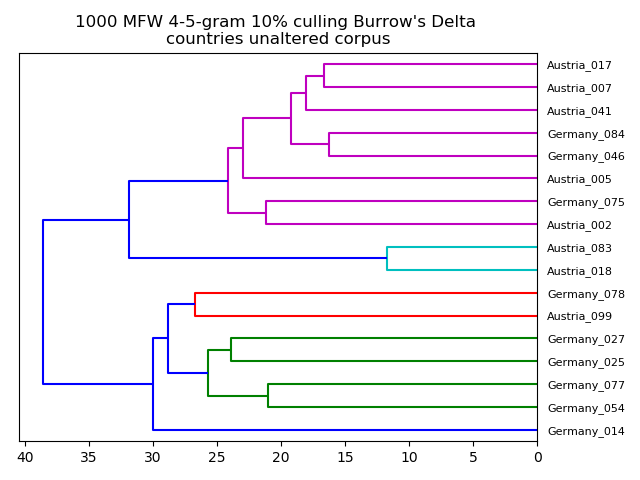 1000 MFW 4-5-gram 10% culling Burrow's Delta
countries unaltered corpus
Austria_017
Austria_007
Austria_041
Germany_084
Germany_046
Austria_005
Germany_075
Austria_002
Austria_083
Austria_018
Germany_078
Austria_099
Germany_027
Germany_025
Germany_077
Germany_054
Germany_014
40 35 30 25 20 15 10 5 0